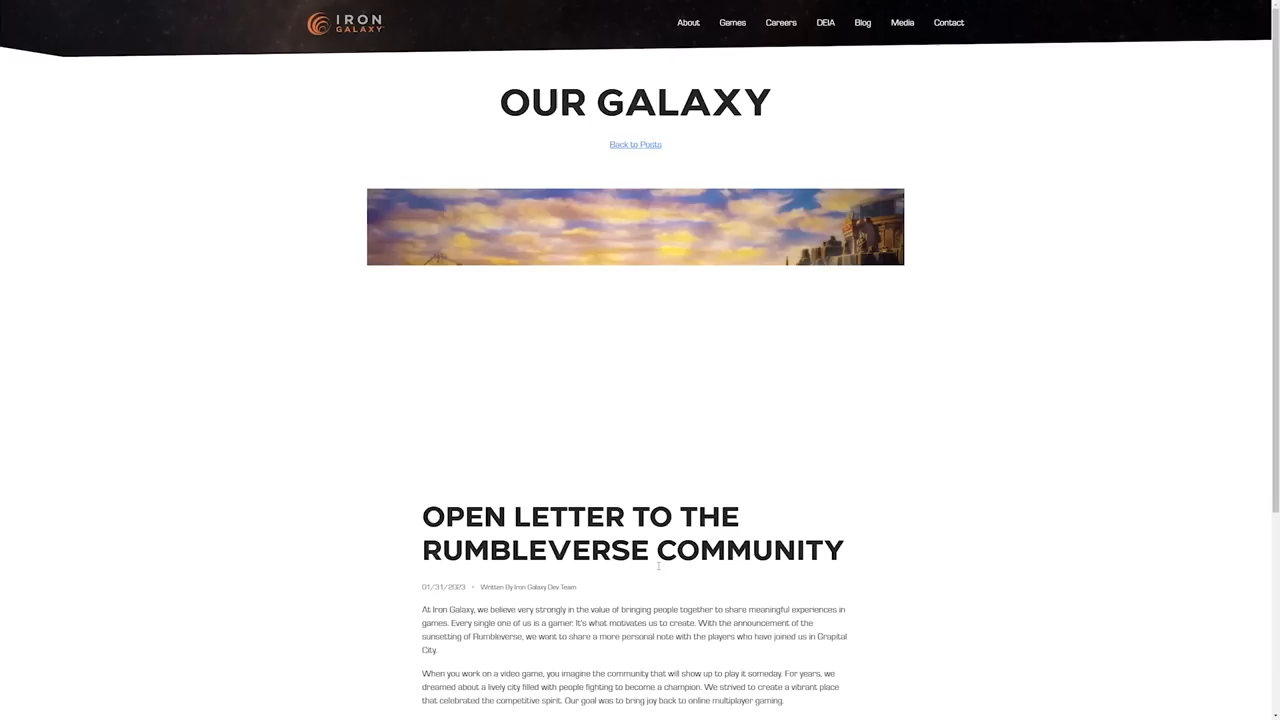 IRON
GALAXY
About
Games
Careers
DEIA
Blog
Media
Contact
OUR GALAXY
Back to Posts
OPEN LETTER TO THE
RUMBLEVERSE COMMUNITY
01/31/2023 - Written By Iron Galaxy Dev Team
At Iron Galaxy, we believe very strongly in the value of bringing people together to share meaningful experiences in
games. Every single one of us is a gamer. It's what motivates us to create. With the announcement of the
sunsetting of Rumbleverse, we want to share a more personal note with the players who have joined us in Grapital
City.
When you work on a video game, you imagine the community that will show up to play it someday. For years, we
dreamed about a lively city filled with people fighting to become a champion. We strived to create a vibrant place
that celebrated the competitive spirit. Our goal was to bring joy back to online multiplayer gaming.